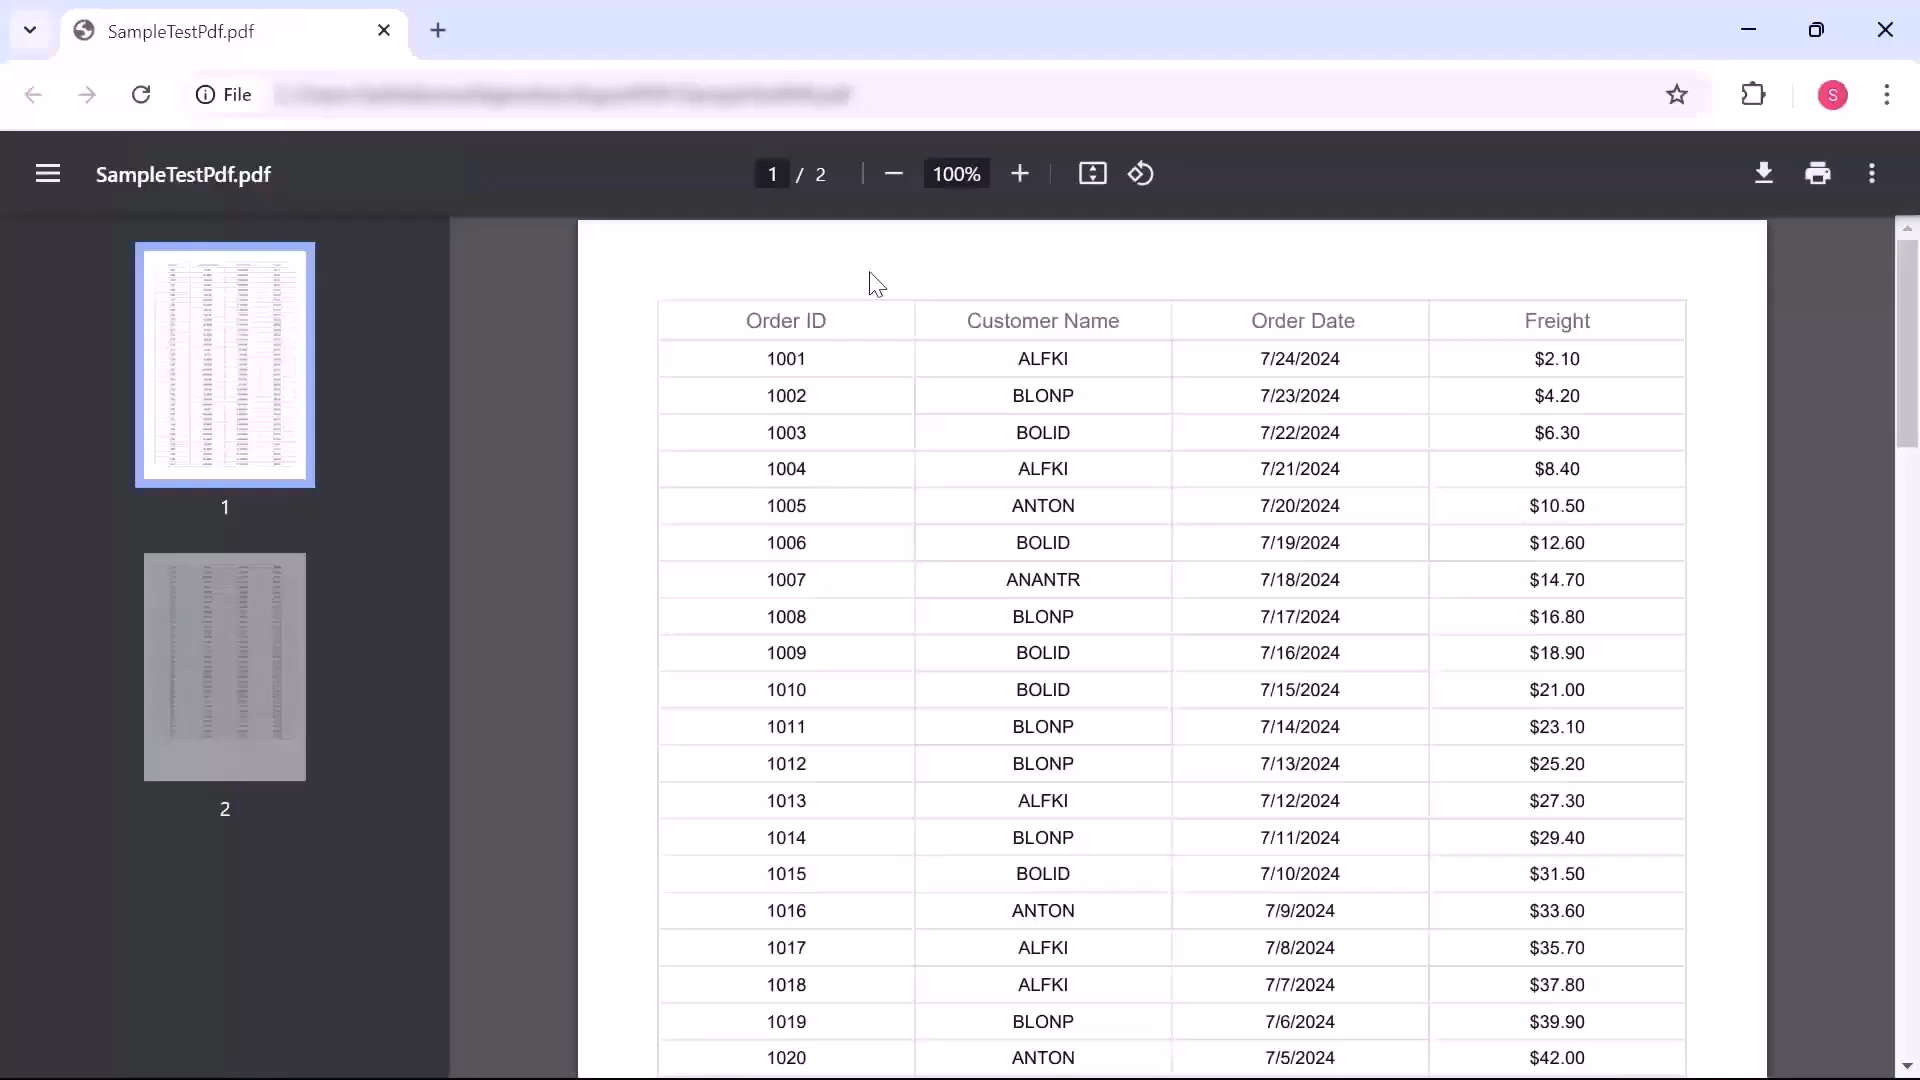 SampleTestPdf.pdf
File
SampleTestPdf.pdf 1 / 2 100%
S
1
2
Order ID Customer Name Order Date Freight
1001 ALFKI 7/24/2024 $2.10
1002 BLONP 7/23/2024 $4.20
1003 BOLID 7/22/2024 $6.30
1004 ALFKI 7/21/2024 $8.40
1005 ANTON 7/20/2024 $10.50
1006 BOLID 7/19/2024 $12.60
1007 ANANTR 7/18/2024 $14.70
1008 BLONP 7/17/2024 $16.80
1009 BOLID 7/16/2024 $18.90
1010 BOLID 7/15/2024 $21.00
1011 BLONP 7/14/2024 $23.10
1012 BLONP 7/13/2024 $25.20
1013 ALFKI 7/12/2024 $27.30
1014 BLONP 7/11/2024 $29.40
1015 BOLID 7/10/2024 $31.50
1016 ANTON 7/9/2024 $33.60
1017 ALFKI 7/8/2024 $35.70
1018 ALFKI 7/7/2024 $37.80
1019 BLONP 7/6/2024 $39.90
1020 ANTON 7/5/2024 $42.00